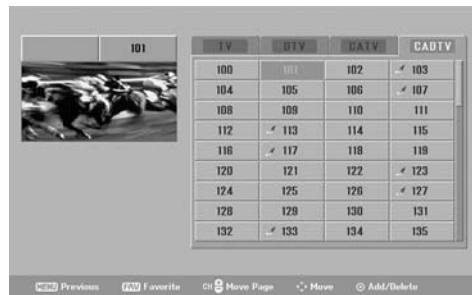 101
TV DTV CATV CADTV
100 101 102 103
104 105 106 107
108 109 110 111
112 113 114 115
116 117 118 119
120 121 122 123
124 125 126 127
128 129 130 131
132 133 134 135
MENU Previous FAV Favorite CH Move Page Move Add/Delete